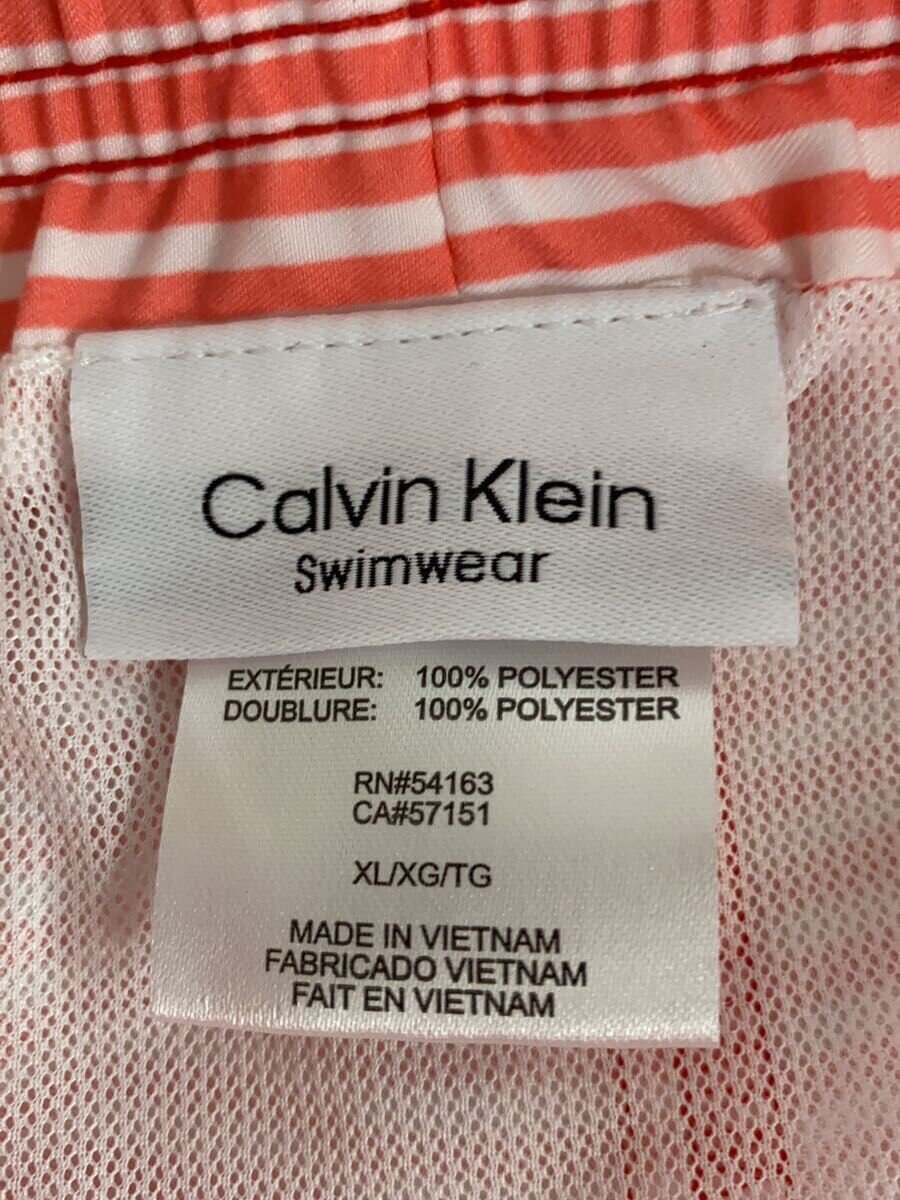 Calvin Klein
Swimwear
EXTÉRIEUR: 100% POLYESTER
DOUBLURE: 100% POLYESTER
RN#54163
CA#57151
XL/XG/TG
MADE IN VIETNAM
FABRICADO VIETNAM
FAIT EN VIETNAM